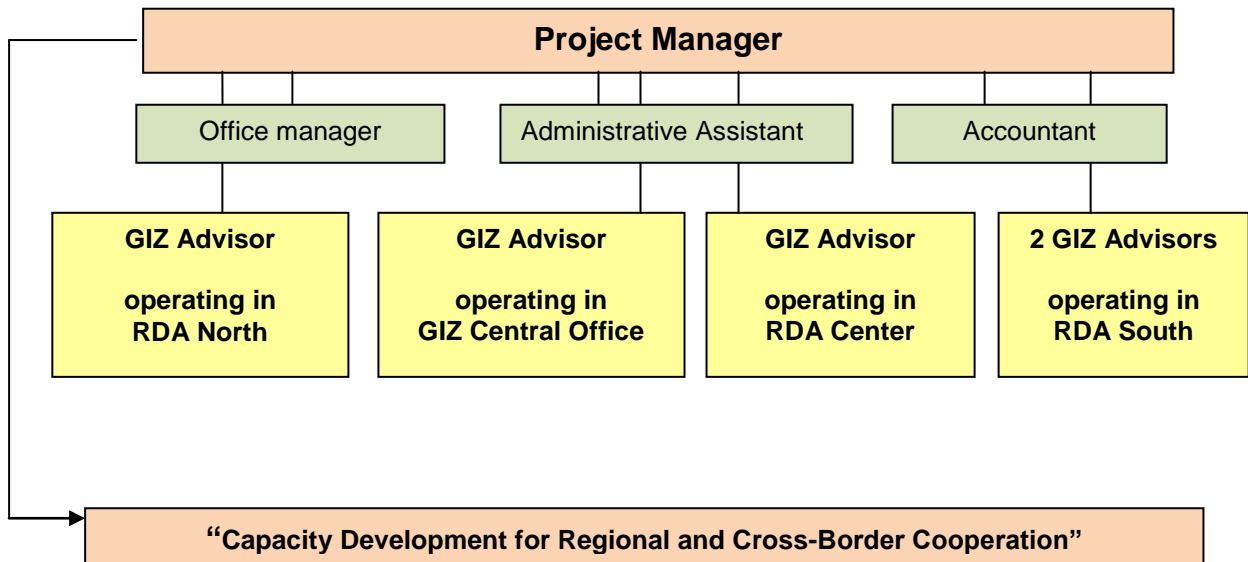 Project Manager
Office manager
Administrative Assistant
Accountant
GIZ Advisor
operating in
RDA North
GIZ Advisor
operating in
GIZ Central Office
GIZ Advisor
operating in
RDA Center
2 GIZ Advisors
operating in
RDA South
“Capacity Development for Regional and Cross-Border Cooperation”